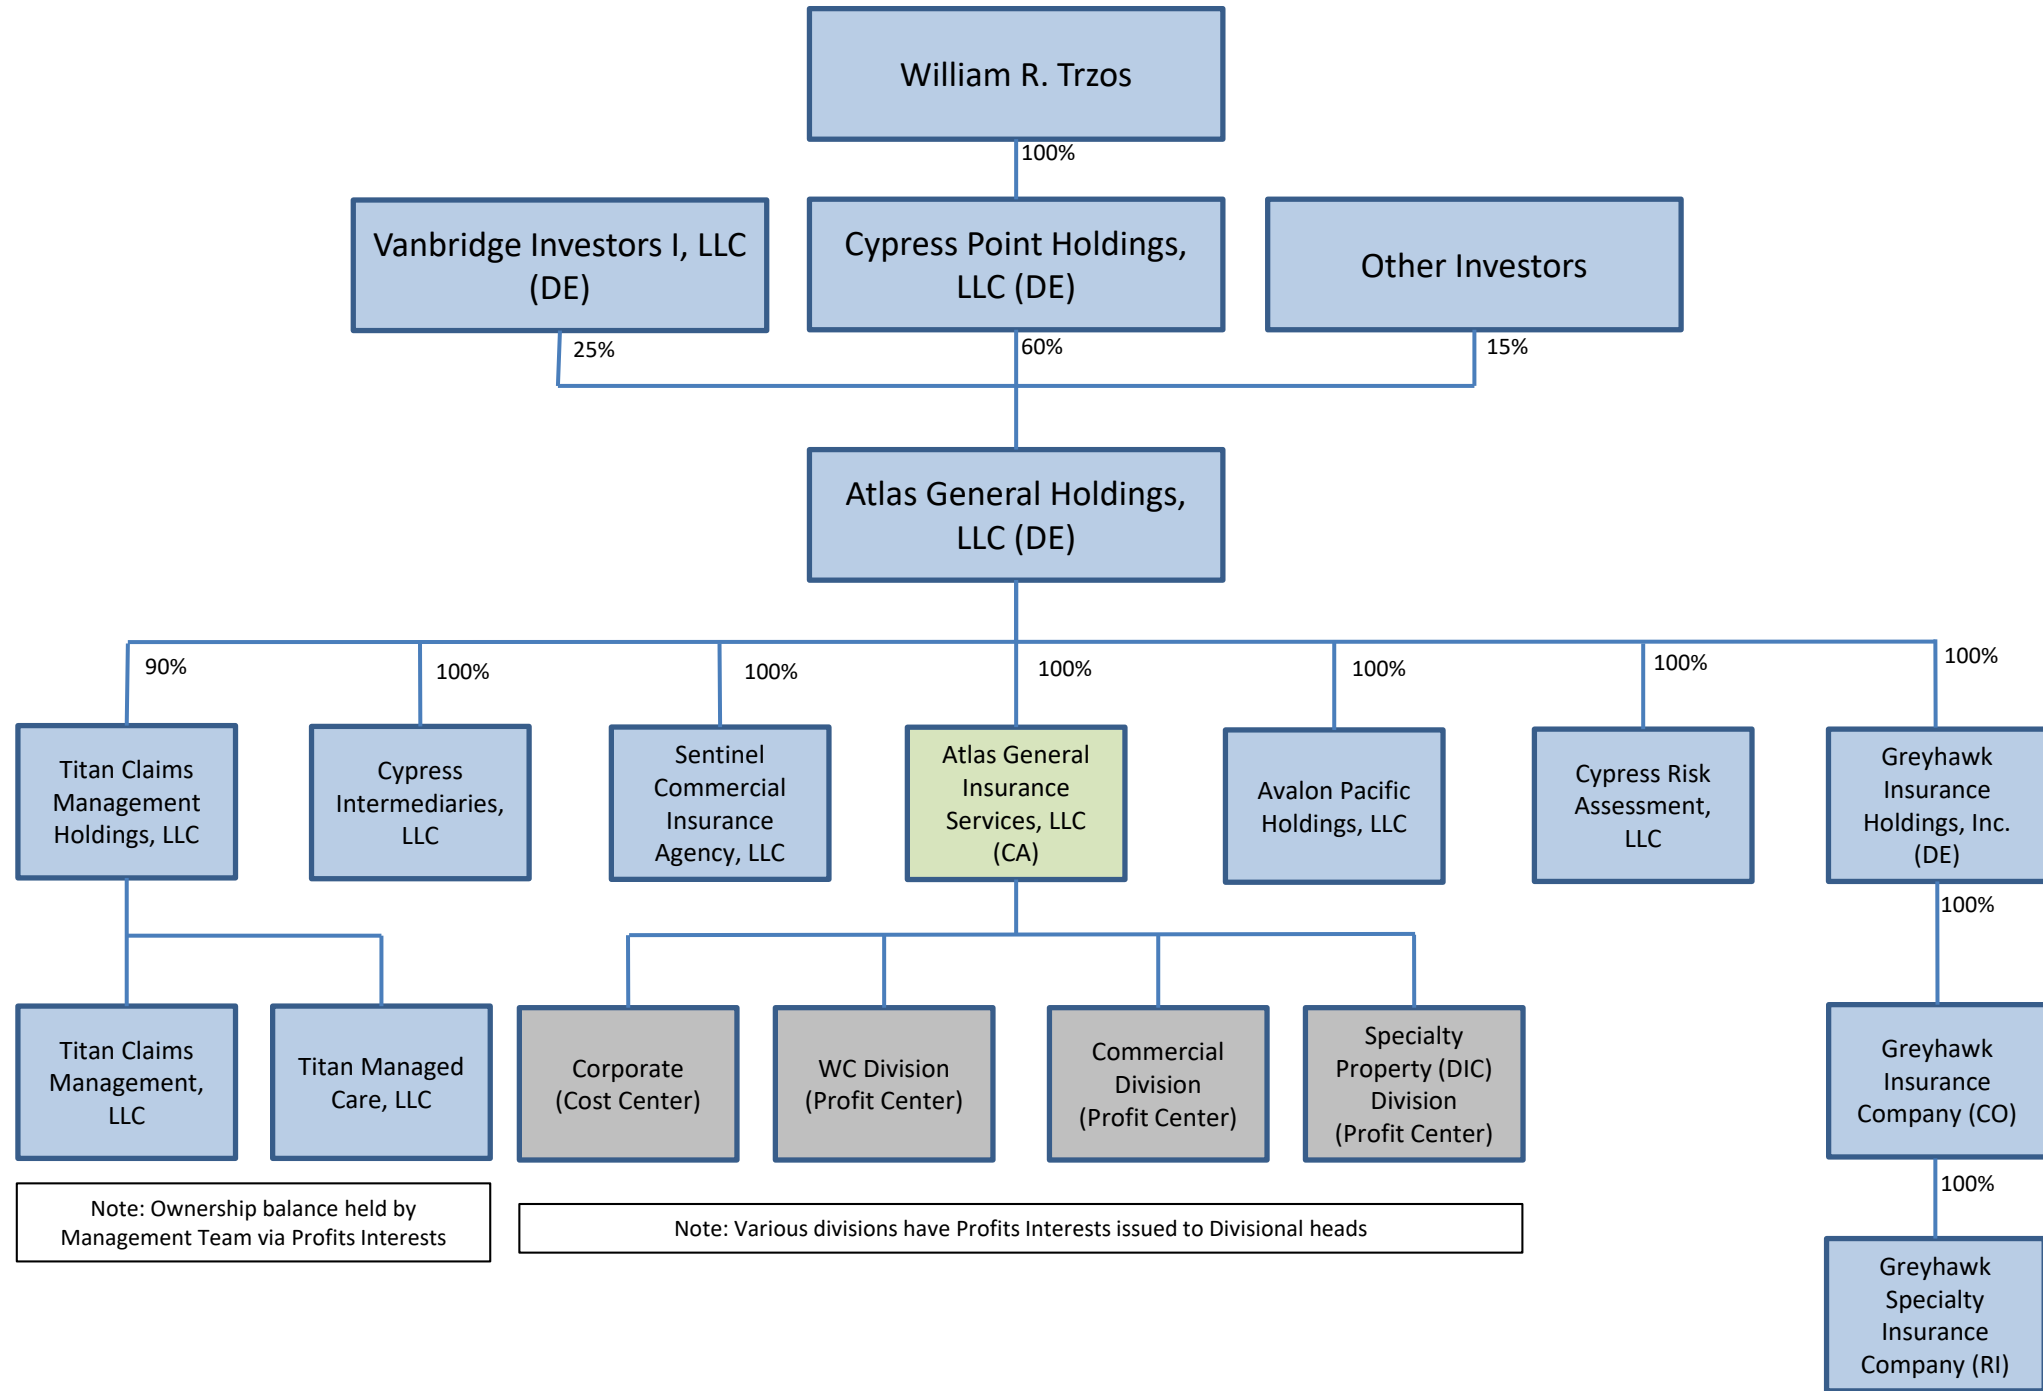 William R. Trzos
100%
Vanbridge Investors I, LLC
(DE)
Cypress Point Holdings,
LLC (DE)
Other Investors
25%
60%
15%
Atlas General Holdings,
LLC (DE)
90%
100%
100%
100%
100%
100%
100%
Titan Claims
Management
Holdings, LLC
Cypress
Intermediaries,
LLC
Sentinel
Commercial
Insurance
Agency, LLC
Atlas General
Insurance
Services, LLC
(CA)
Avalon Pacific
Holdings, LLC
Cypress Risk
Assessment,
LLC
Greyhawk
Insurance
Holdings, Inc.
(DE)
100%
Titan Claims
Management,
LLC
Titan Managed
Care, LLC
Corporate
(Cost Center)
WC Division
(Profit Center)
Commercial
Division
(Profit Center)
Specialty
Property (DIC)
Division
(Profit Center)
Greyhawk
Insurance
Company (CO)
100%
Note: Ownership balance held by
Management Team via Profits Interests
Note: Various divisions have Profits Interests issued to Divisional heads
Greyhawk
Specialty
Insurance
Company (RI)